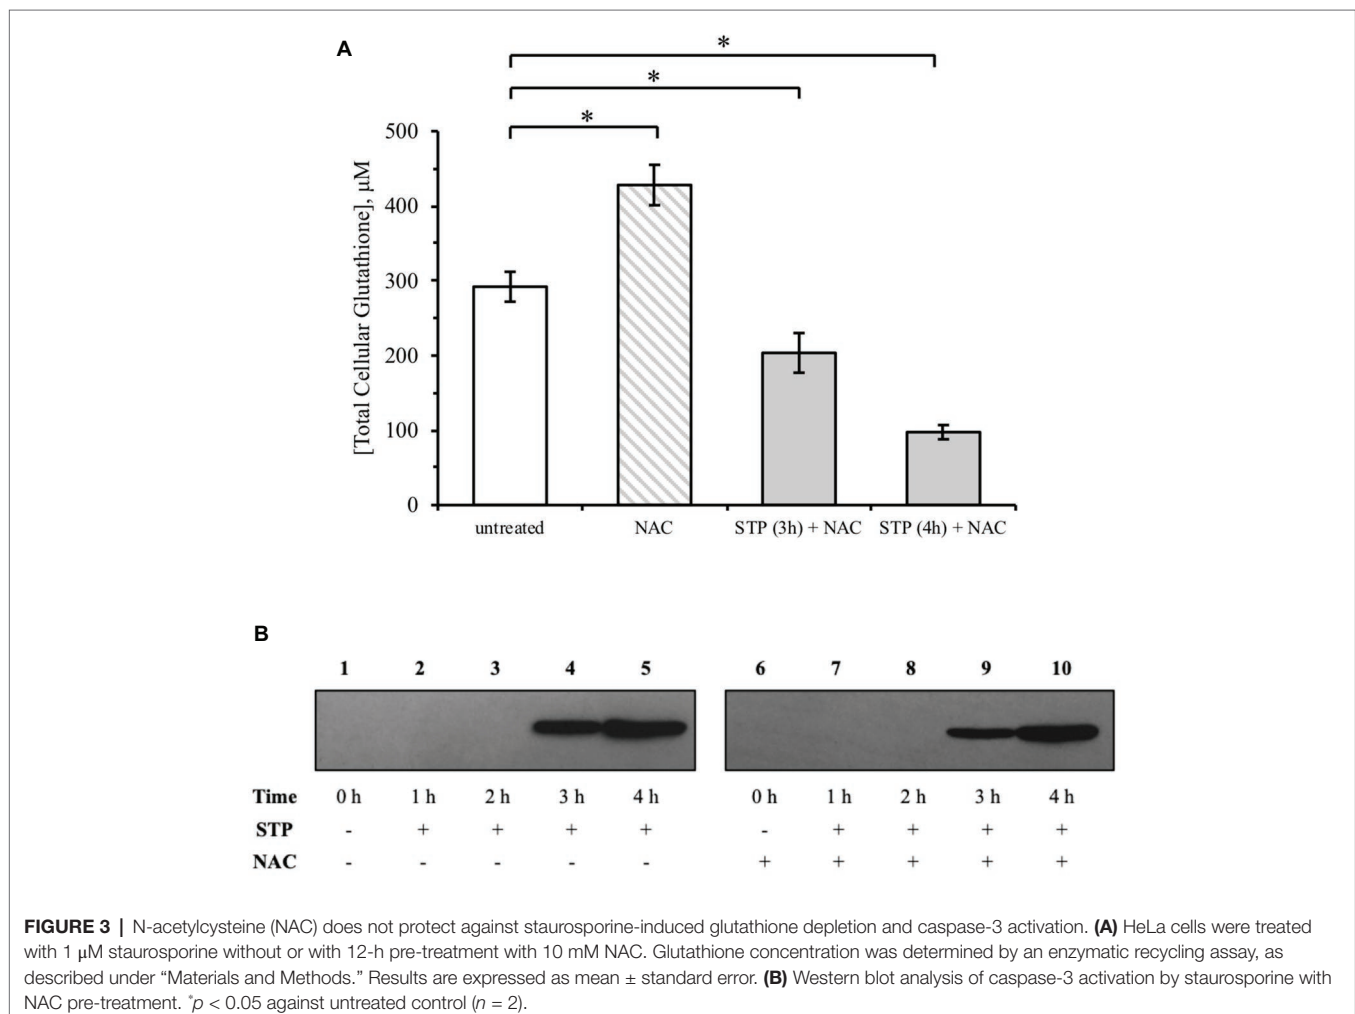 A
*
*
*
500
400
300
200
100
0
[Total Cellular Glutathione], μM
untreated NAC STP (3h) + NAC STP (4h) + NAC
B
1 2 3 4 5 6 7 8 9 10
Time 0 h 1 h 2 h 3 h 4 h 0 h 1 h 2 h 3 h 4 h
STP - + + + + - + + + +
NAC - - - - - + + + + +
FIGURE 3 | N-acetylcysteine (NAC) does not protect against staurosporine-induced glutathione depletion and caspase-3 activation. (A) HeLa cells were treated
with 1 μM staurosporine without or with 12-h pre-treatment with 10 mM NAC. Glutathione concentration was determined by an enzymatic recycling assay, as
described under “Materials and Methods.” Results are expressed as mean ± standard error. (B) Western blot analysis of caspase-3 activation by staurosporine with
NAC pre-treatment. *p < 0.05 against untreated control (n = 2).